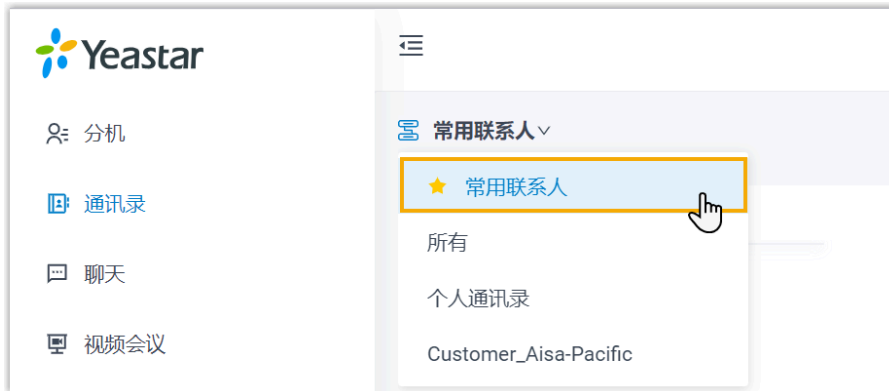 Yeastar
分机
通讯录
聊天
视频会议
常用联系人
常用联系人
所有
个人通讯录
Customer_Aisa-Pacific